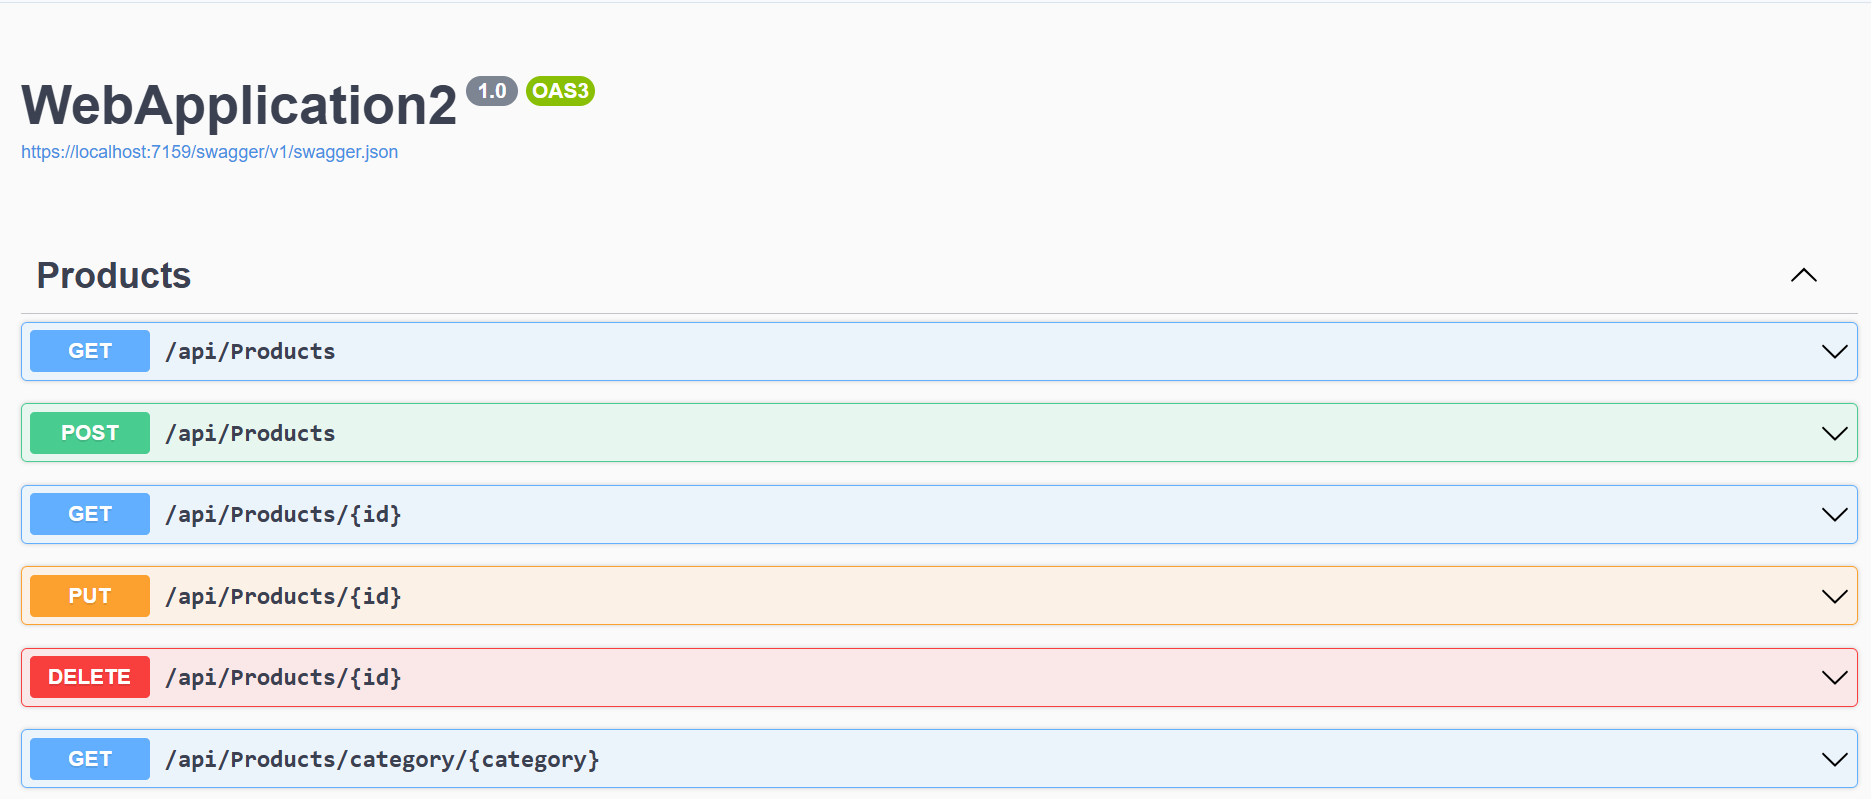 WebApplication2 1.0 OAS3
https://localhost:7159/swagger/v1/swagger.json
Products
GET /api/Products
POST /api/Products
GET /api/Products/{id}
PUT /api/Products/{id}
DELETE /api/Products/{id}
GET /api/Products/category/{category}